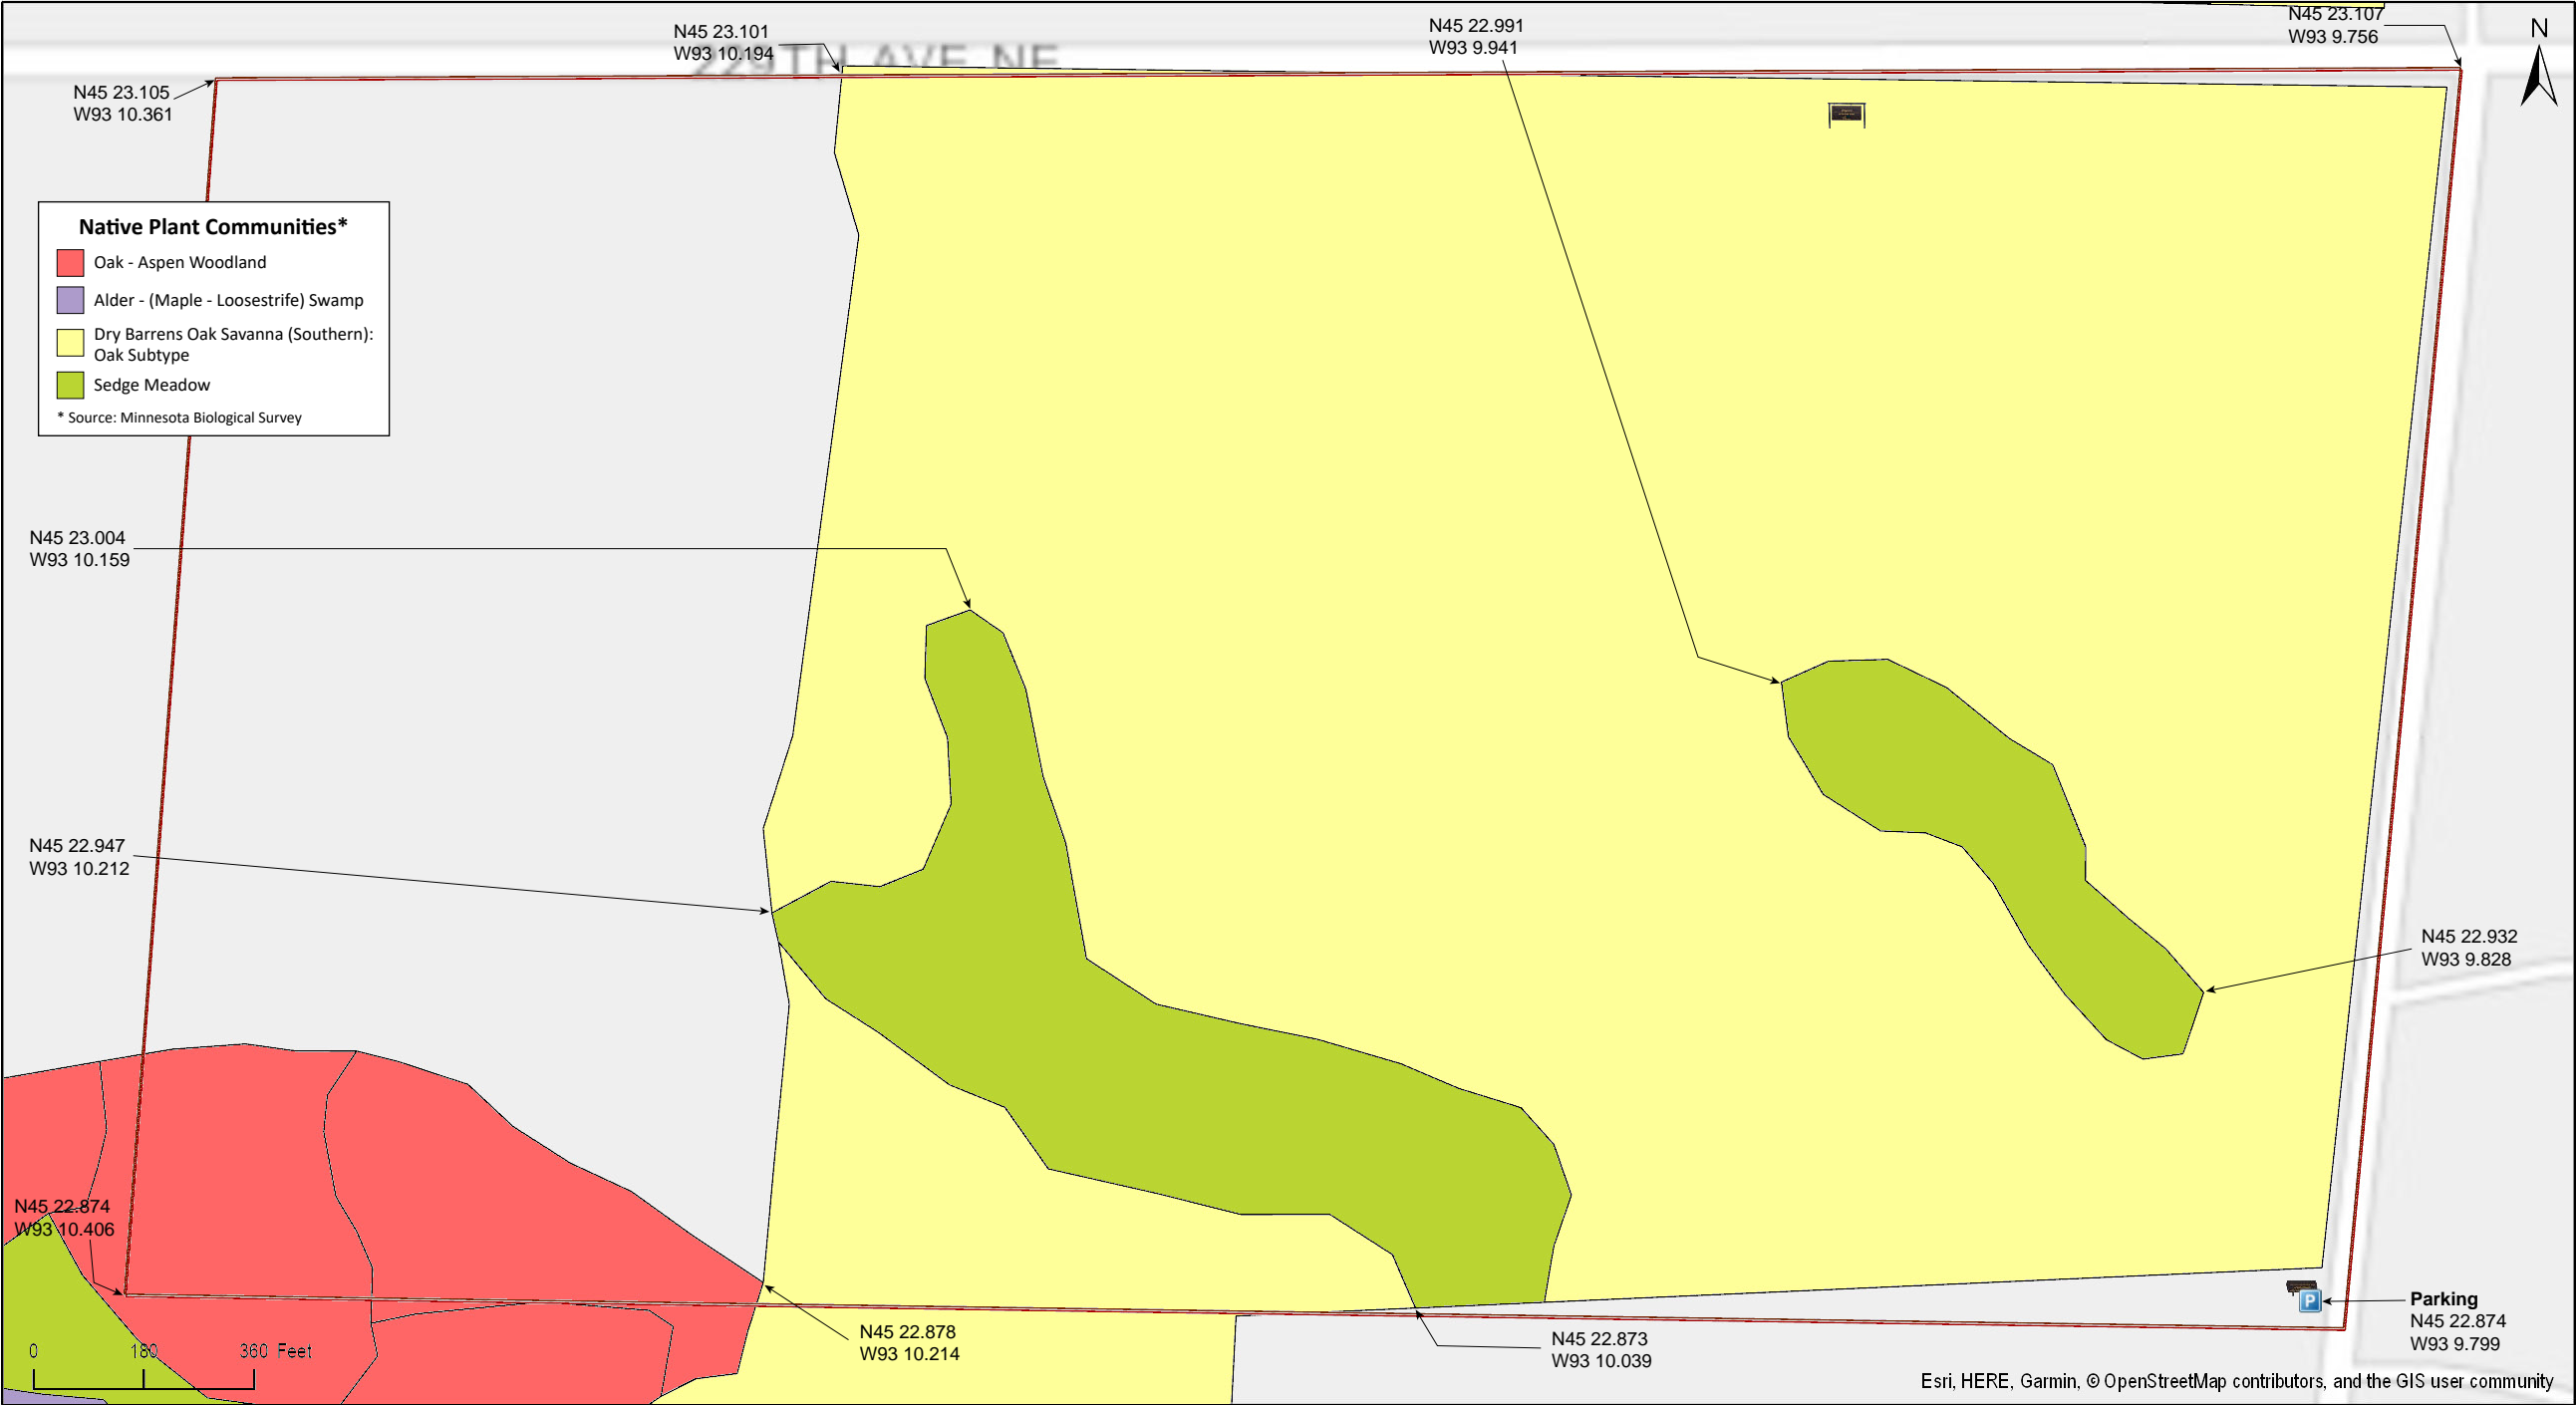 N45 23.101
W93 10.194
229TH AVE NE
N45 22.991
W93 9.941
N45 23.107
W93 9.756
N
N45 23.105
W93 10.361
Native Plant Communities*
Oak - Aspen Woodland
Alder - (Maple - Loosestrife) Swamp
Dry Barrens Oak Savanna (Southern):
Oak Subtype
Sedge Meadow
* Source: Minnesota Biological Survey
N45 23.004
W93 10.159
N45 22.947
W93 10.212
N45 22.932
W93 9.828
N45 22.874
W93 10.406
N45 22.878
W93 10.214
N45 22.873
W93 10.039
P
Parking
N45 22.874
W93 9.799
0 180 360 Feet
Esri, HERE, Garmin, © OpenStreetMap contributors, and the GIS user community